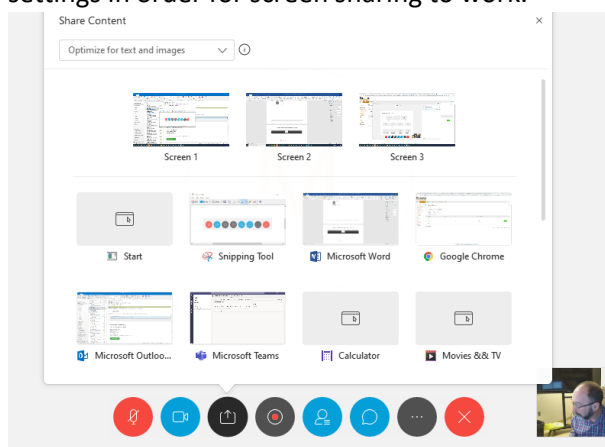 settings in order for screen sharing to work.
Share Content
Optimize for text and images
Screen 1
Screen 2
Screen 3
Start
Snipping Tool
Microsoft Word
Google Chrome
Microsoft Outloo...
Microsoft Teams
Calculator
Movies && TV